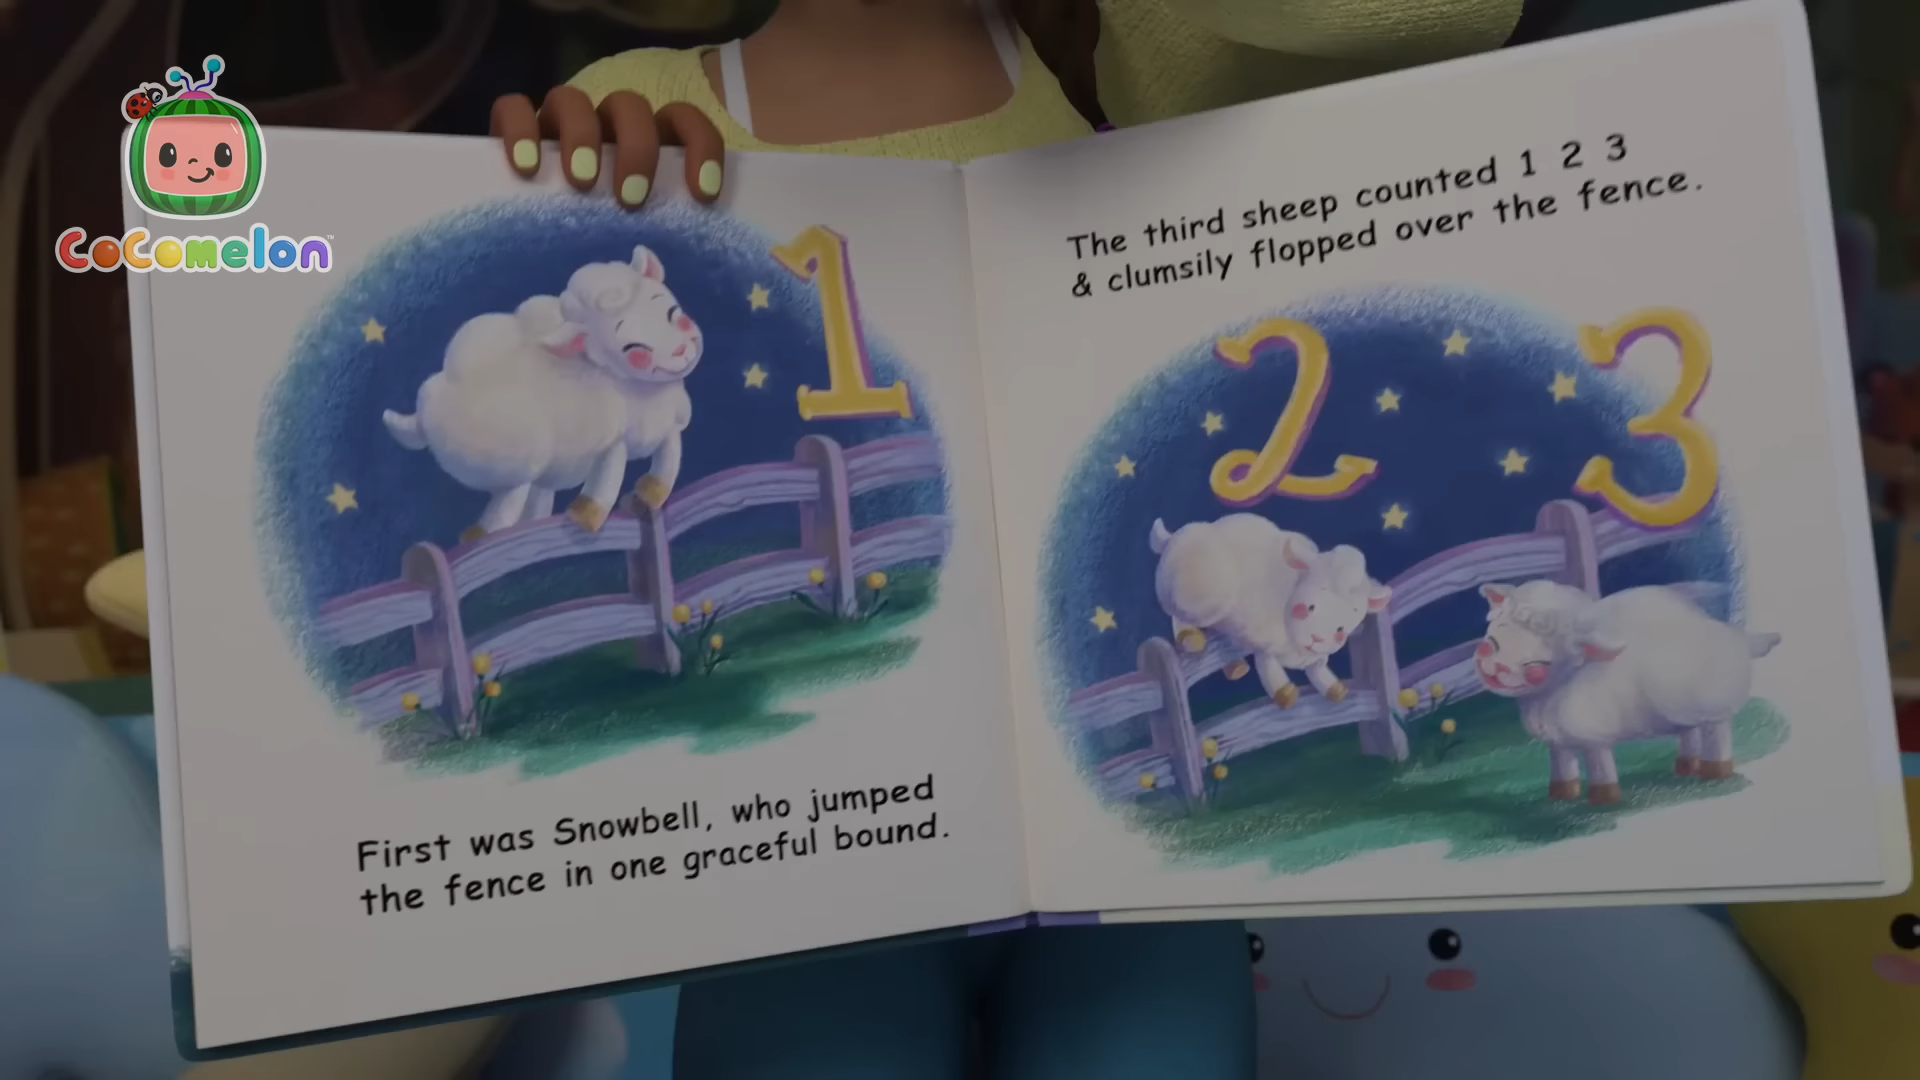 CoComelon
1
First was Snowbell, who jumped
the fence in one graceful bound.
The third sheep counted 1 2 3
& clumsily flopped over the fence.
2 3